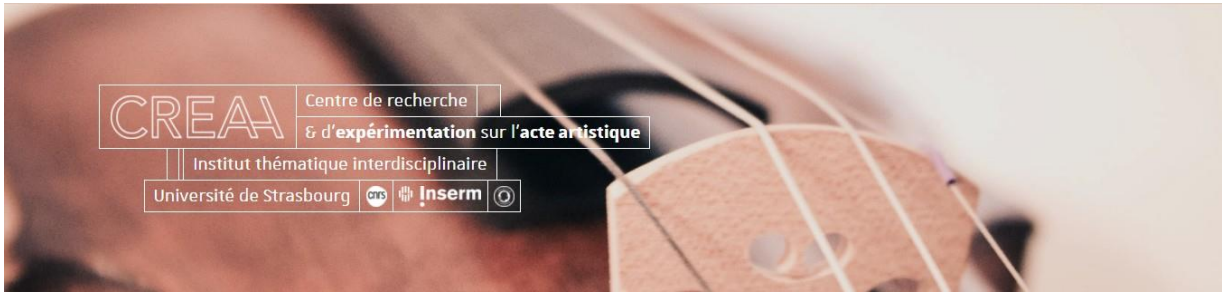 CREAA
Centre de recherche
& d'expérimentation sur l'acte artistique
Institut thématique interdisciplinaire
Université de Strasbourg cnrs Inserm